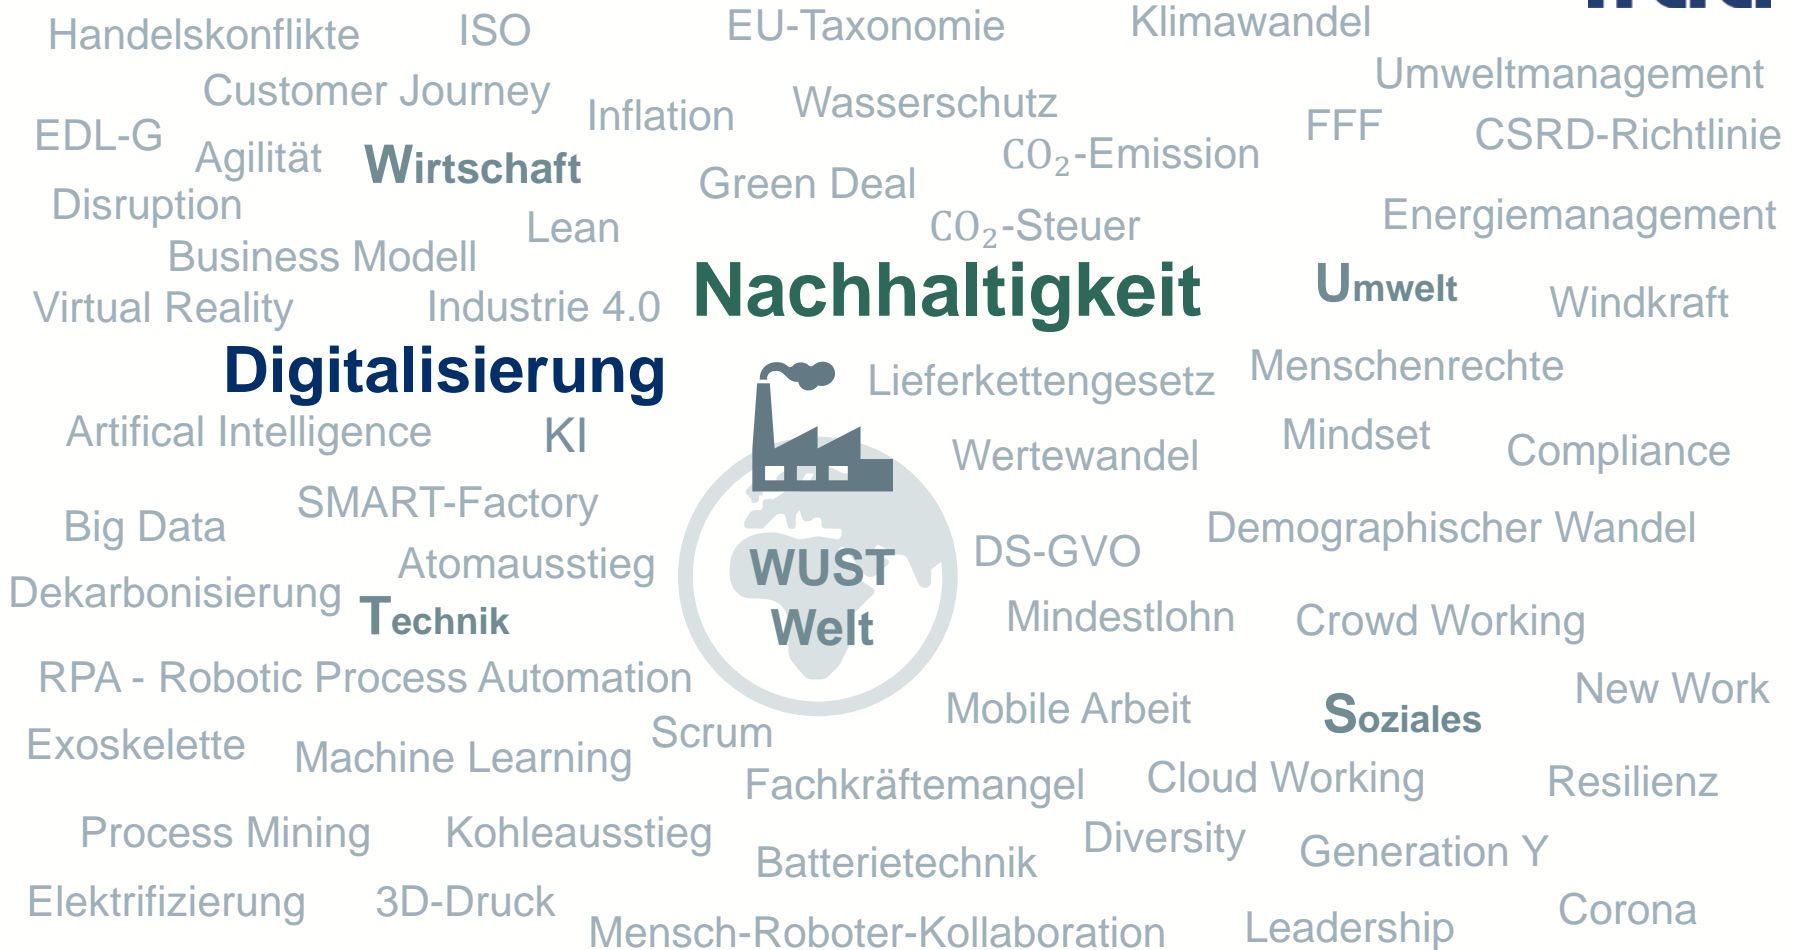 Handelskonflikte
ISO
EU-Taxonomie
Klimawandel
Customer Journey
Inflation
Wasserschutz
Umweltmanagement
EDL-G
Agilität
Wirtschaft
CO₂-Emission
FFF
CSRD-Richtlinie
Disruption
Green Deal
Lean
CO₂-Steuer
Energiemanagement
Business Modell
Virtual Reality
Industrie 4.0
Nachhaltigkeit
Umwelt
Windkraft
Digitalisierung
Lieferkettengesetz
Menschenrechte
Artifical Intelligence
KI
Wertewandel
Mindset
Compliance
SMART-Factory
Big Data
Atomausstieg
WUST
Welt
DS-GVO
Demographischer Wandel
Dekarbonisierung
Technik
Mindestlohn
Crowd Working
RPA - Robotic Process Automation
Mobile Arbeit
Soziales
New Work
Exoskelette
Machine Learning
Scrum
Fachkräftemangel
Cloud Working
Resilienz
Process Mining
Kohleausstieg
Batterietechnik
Diversity
Generation Y
Elektrifizierung
3D-Druck
Mensch-Roboter-Kollaboration
Leadership
Corona